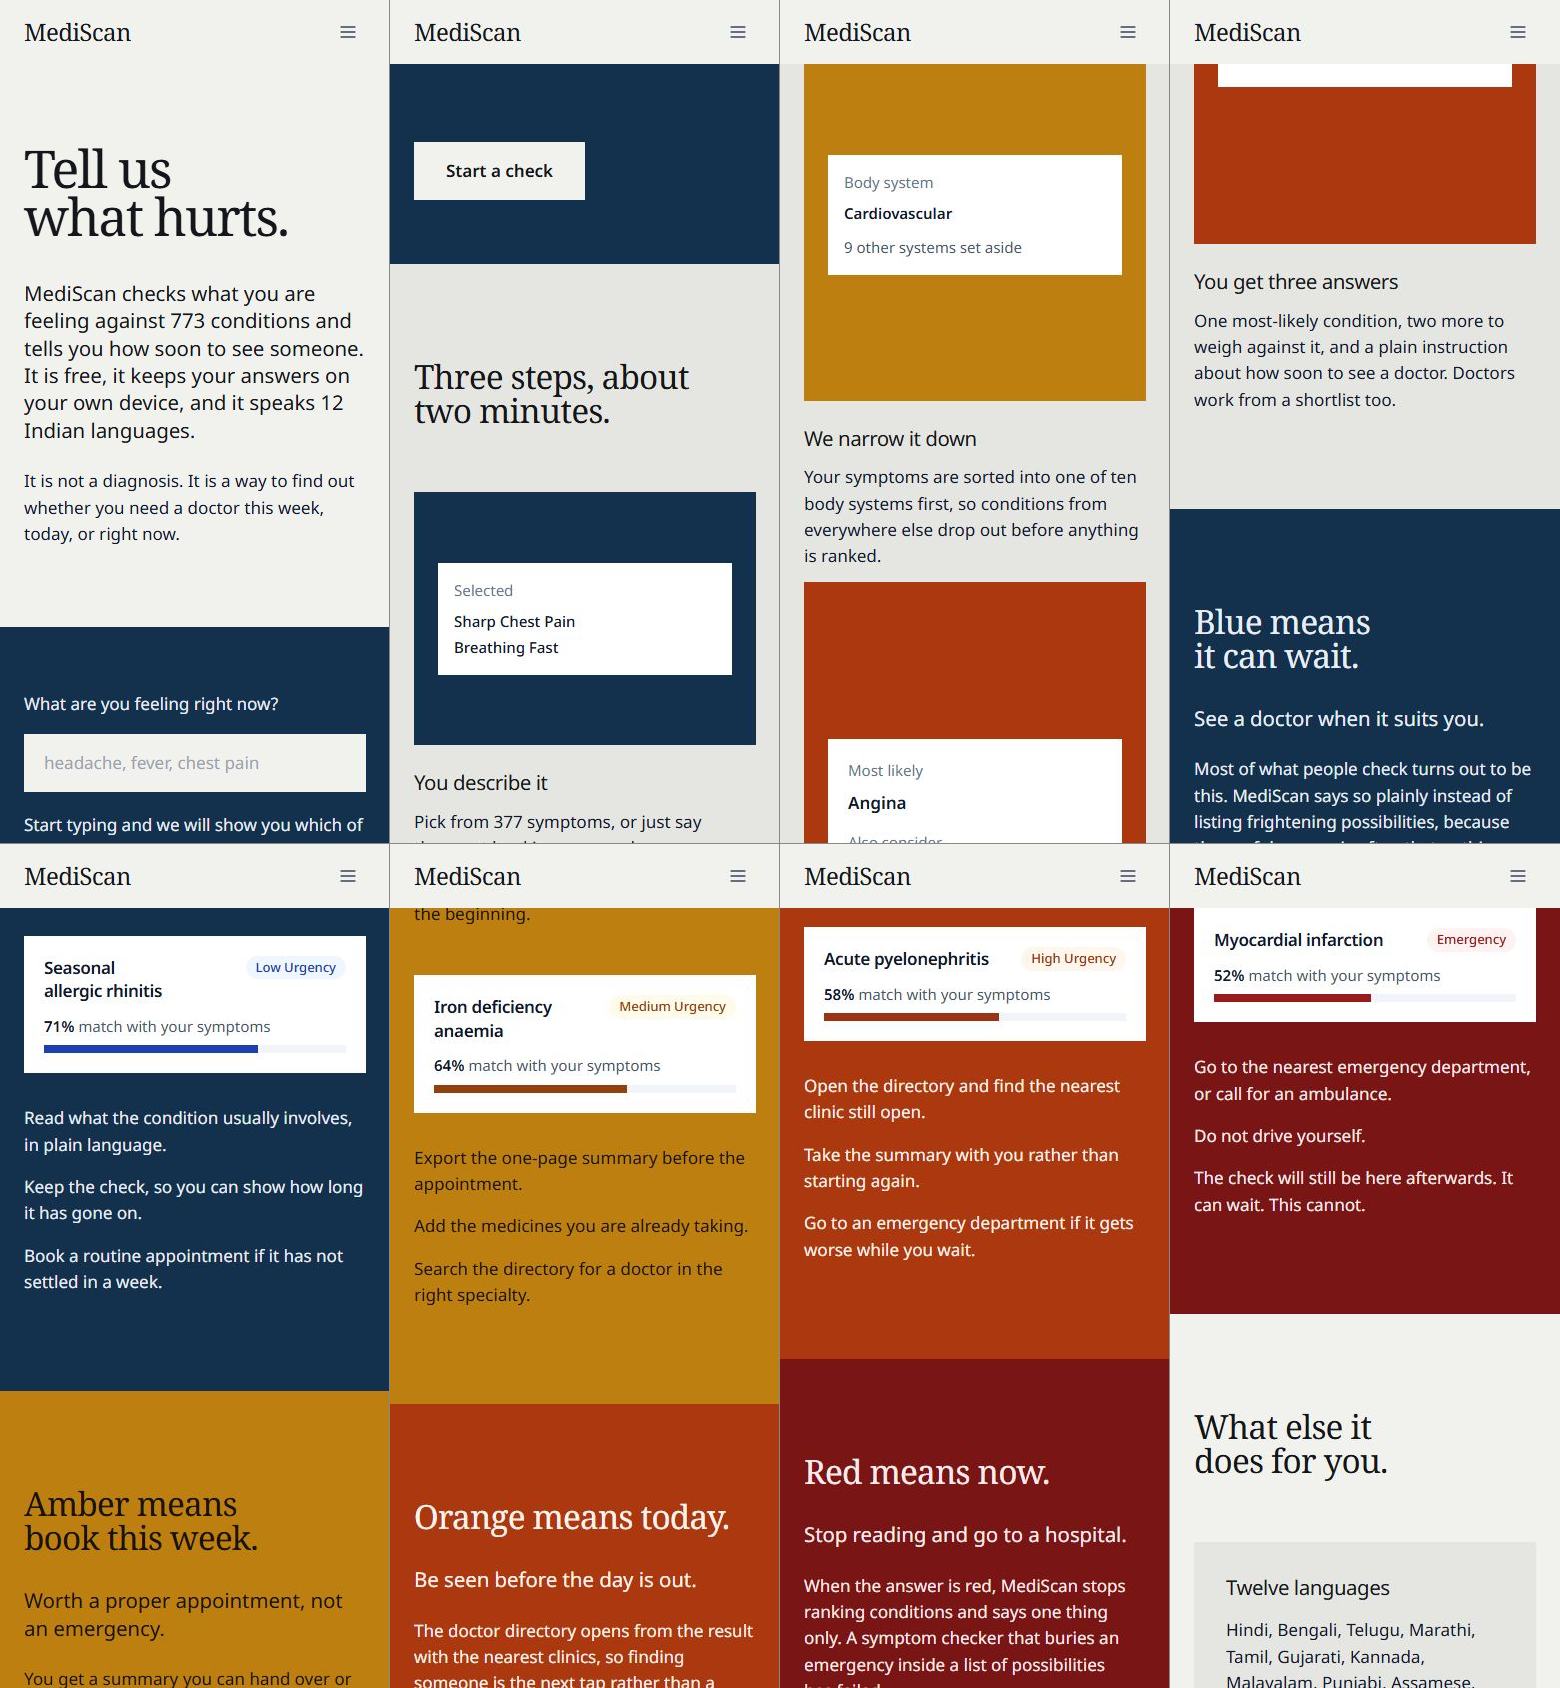 MediScan
Tell us
what hurts.
MediScan checks what you are
feeling against 773 conditions and
tells you how soon to see someone.
It is free, it keeps your answers on
your own device, and it speaks 12
Indian languages.
It is not a diagnosis. It is a way to find out
whether you need a doctor this week,
today, or right now.
What are you feeling right now?
headache, fever, chest pain
Start typing and we will show you which of
MediScan
Start a check
Three steps, about
two minutes.
Selected
Sharp Chest Pain
Breathing Fast
You describe it
Pick from 377 symptoms, or just say
MediScan
Body system
Cardiovascular
9 other systems set aside
We narrow it down
Your symptoms are sorted into one of ten
body systems first, so conditions from
everywhere else drop out before anything
is ranked.
Most likely
Angina
Also consider
MediScan
You get three answers
One most-likely condition, two more to
weigh against it, and a plain instruction
about how soon to see a doctor. Doctors
work from a shortlist too.
Blue means
it can wait.
See a doctor when it suits you.
Most of what people check turns out to be
this. MediScan says so plainly instead of
listing frightening possibilities, because
MediScan
Seasonal
allergic rhinitis
Low Urgency
71% match with your symptoms
Read what the condition usually involves,
in plain language.
Keep the check, so you can show how long
it has gone on.
Book a routine appointment if it has not
settled in a week.
Amber means
book this week.
Worth a proper appointment, not
an emergency.
You get a summary you can hand over or
MediScan
the beginning.
Iron deficiency
anaemia
Medium Urgency
64% match with your symptoms
Export the one-page summary before the
appointment.
Add the medicines you are already taking.
Search the directory for a doctor in the
right specialty.
Orange means today.
Be seen before the day is out.
The doctor directory opens from the result
with the nearest clinics, so finding
someone is the next tap rather than a
MediScan
Acute pyelonephritis
High Urgency
58% match with your symptoms
Open the directory and find the nearest
clinic still open.
Take the summary with you rather than
starting again.
Go to an emergency department if it gets
worse while you wait.
Red means now.
Stop reading and go to a hospital.
When the answer is red, MediScan stops
ranking conditions and says one thing
only. A symptom checker that buries an
emergency inside a list of possibilities
has failed.
MediScan
Myocardial infarction
Emergency
52% match with your symptoms
Go to the nearest emergency department,
or call for an ambulance.
Do not drive yourself.
The check will still be here afterwards. It
can wait. This cannot.
What else it
does for you.
Twelve languages
Hindi, Bengali, Telugu, Marathi,
Tamil, Gujarati, Kannada,
Malayalam, Punjabi, Assamese,